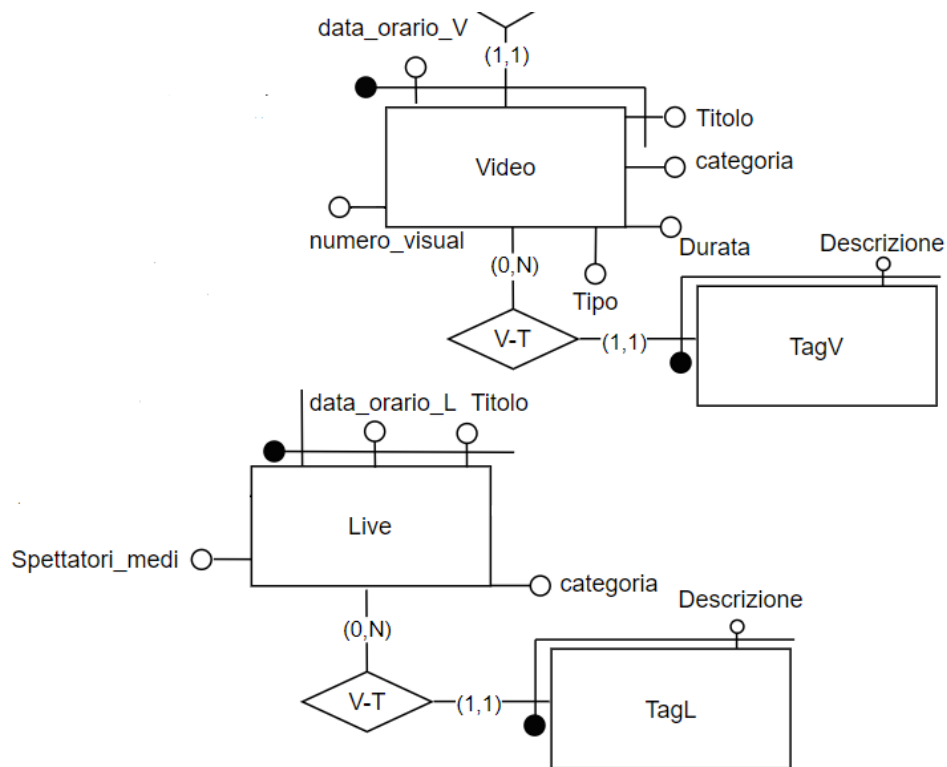 data_orario_V
(1,1)
Titolo
Video
categoria
numero_visual
Durata
Descrizione
(0,N)
Tipo
V-T
(1,1)
TagV
data_orario_L Titolo
Live
Spettatori_medi
categoria
Descrizione
(0,N)
V-T
(1,1)
TagL